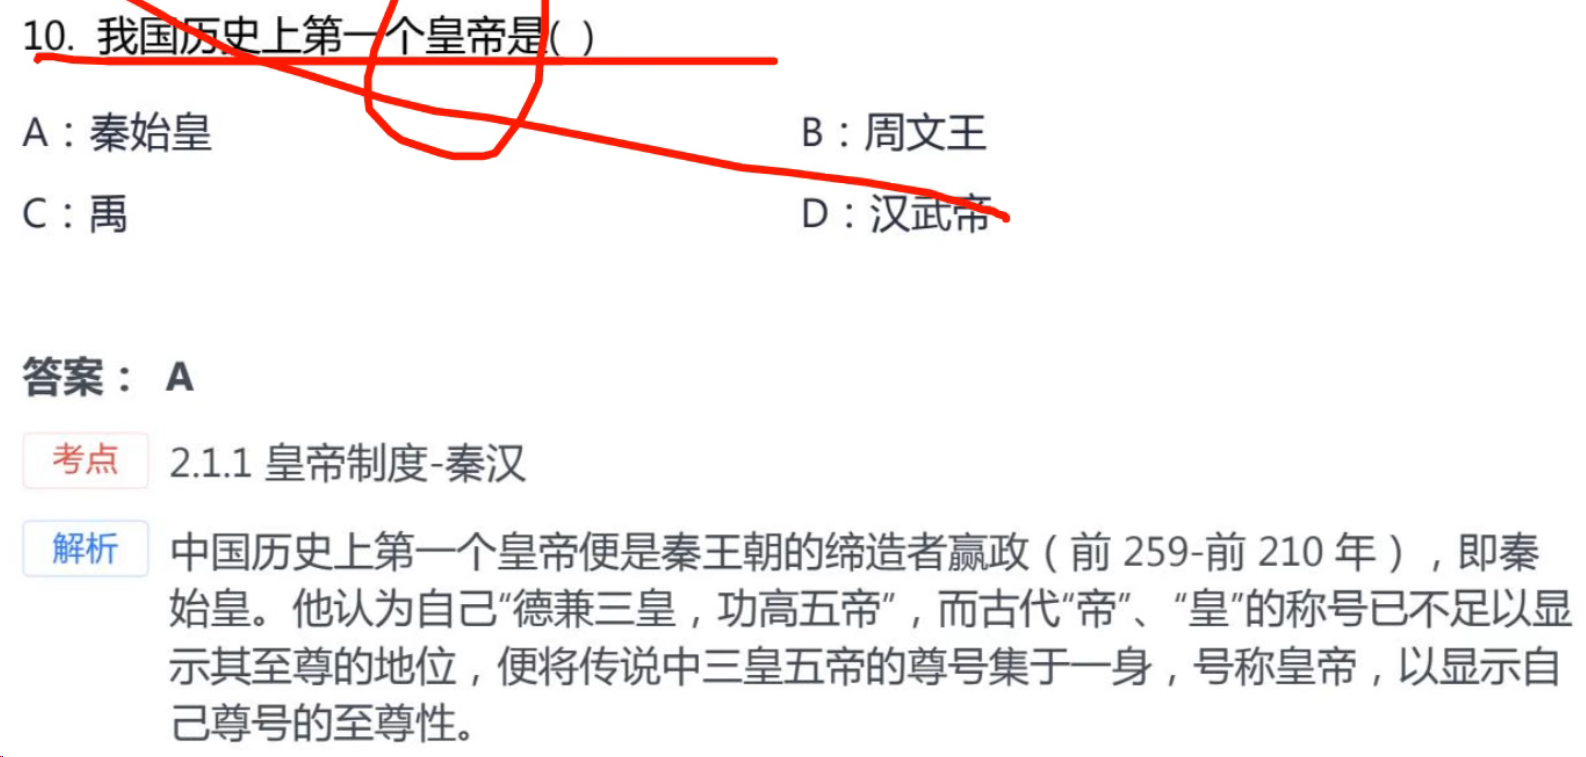 10. 我国历史上第一个皇帝是( )
A：秦始皇
B：周文王
C：禹
D：汉武帝
答案： A
考点 2.1.1 皇帝制度-秦汉
解析 中国历史上第一个皇帝便是秦王朝的缔造者嬴政（前 259-前 210 年），即秦
始皇。他认为自己“德兼三皇，功高五帝”，而古代“帝”、“皇”的称号已不足以显
示其至尊的地位，便将传说中三皇五帝的尊号集于一身，号称皇帝，以显示自
己尊号的至尊性。